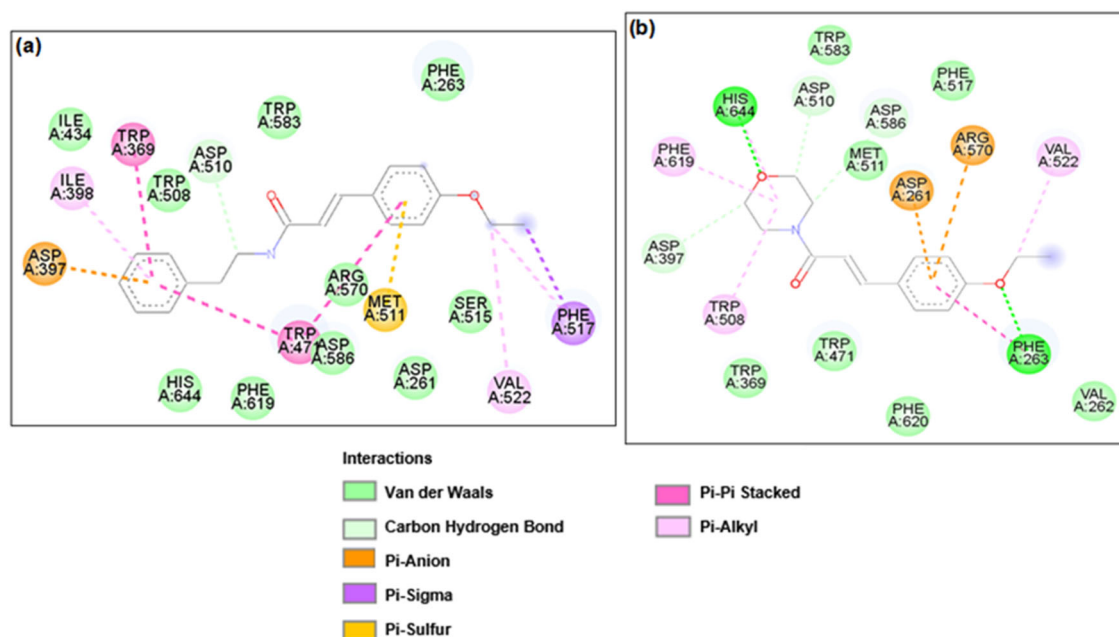 (a)
PHE
A:263
TRP
A:583
ILE
A:434
TRP
A:369
ASP
A:510
ILE
A:398
TRP
A:508
ASP
A:397
O
N
H
O
ARG
A:570
MET
A:511
SER
A:515
PHE
A:517
TRP
A:471
ASP
A:586
ASP
A:261
VAL
A:522
HIS
A:644
PHE
A:619
(b)
TRP
A:583
HIS
A:644
ASP
A:510
PHE
A:517
ASP
A:586
ARG
A:570
PHE
A:619
MET
A:511
VAL
A:522
ASP
A:261
O
N
ASP
A:397
O
O
TRP
A:508
TRP
A:471
PHE
A:263
TRP
A:369
PHE
A:620
VAL
A:262
Interactions
Van der Waals
Carbon Hydrogen Bond
Pi-Anion
Pi-Sigma
Pi-Sulfur
Pi-Pi Stacked
Pi-Alkyl